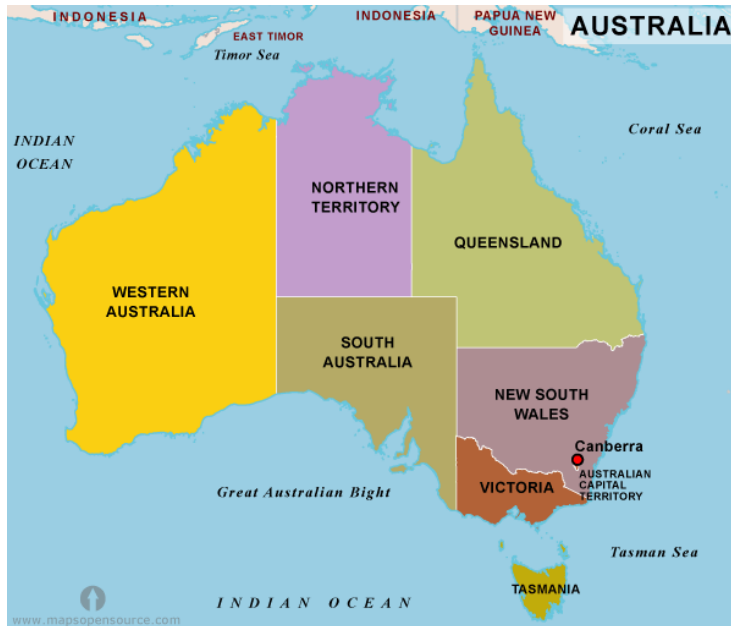 INDONESIA
INDONESIA
PAPUA NEW
GUINEA
AUSTRALIA
EAST TIMOR
Timor Sea
INDIAN
OCEAN
Coral Sea
NORTHERN
TERRITORY
QUEENSLAND
WESTERN
AUSTRALIA
SOUTH
AUSTRALIA
NEW SOUTH
WALES
Canberra
AUSTRALIAN
CAPITAL
TERRITORY
VICTORIA
Great Australian Bight
Tasman Sea
TASMANIA
INDIAN OCEAN
www.mapsopensource.com